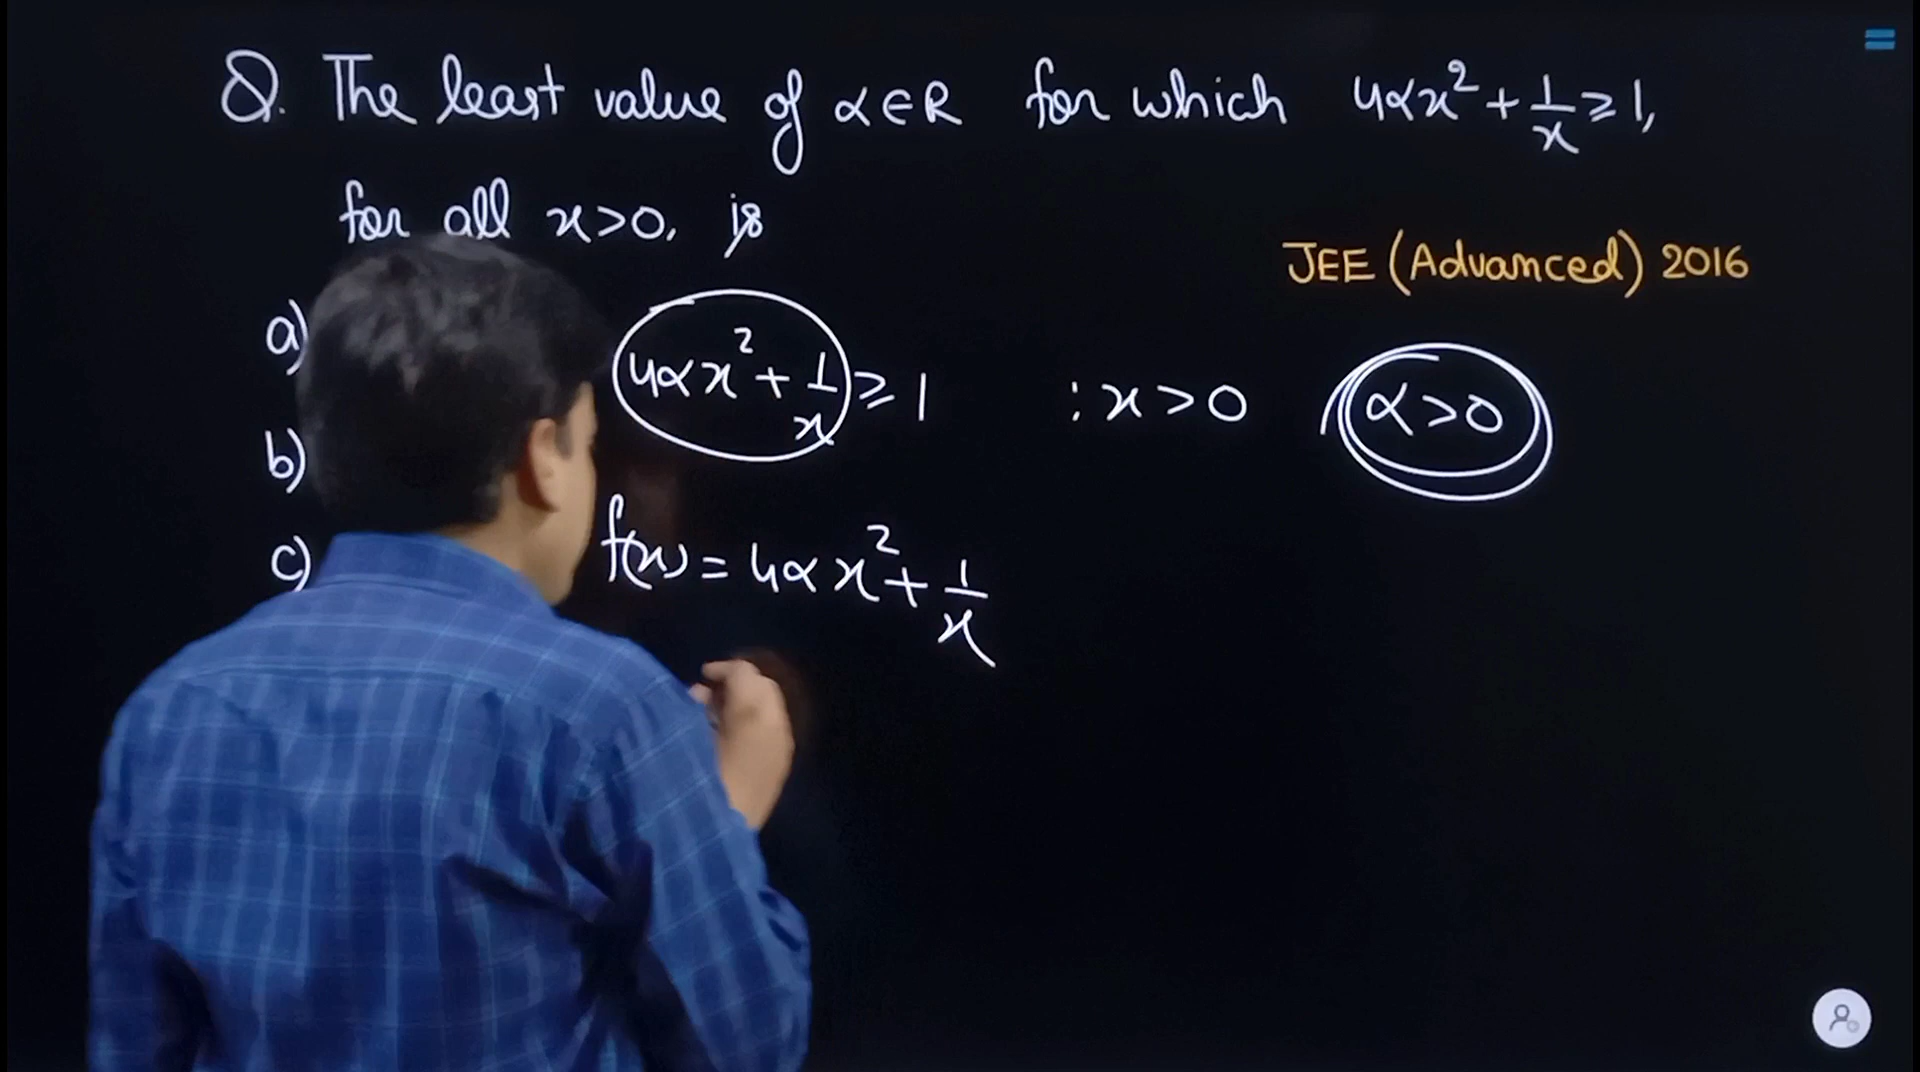 Q. The least value of α∈R for which 4αx² + 1/x ≥ 1,
for all x>0, is
JEE (Advanced) 2016
a) 4αx² + 1/x ≥ 1 : x>0 α>0
b)
c) f(x) = 4αx² + 1/x